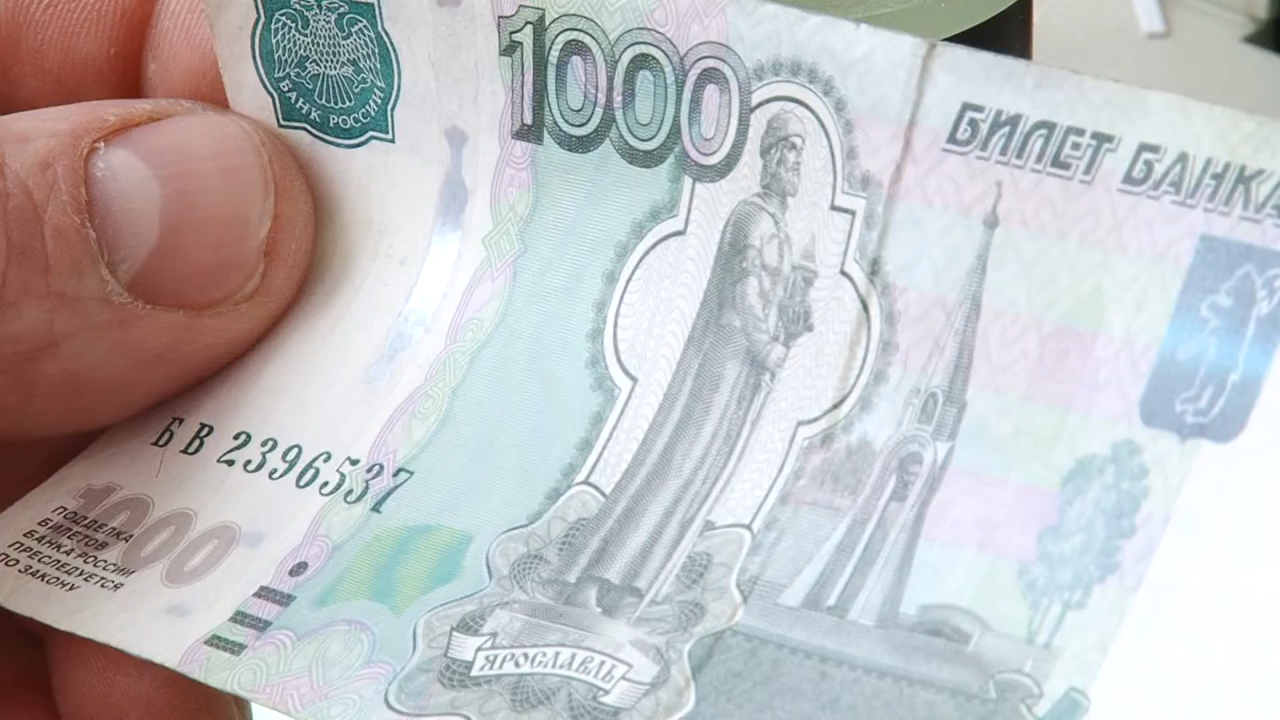 БАНК РОССИИ
1000
БИЛЕТ БАНКА
БВ 2396537
1000
ПОДДЕЛКА
БИЛЕТОВ
БАНКА РОССИИ
ПРЕСЛЕДУЕТСЯ
ПО ЗАКОНУ
ЯРОСЛАВЛЬ